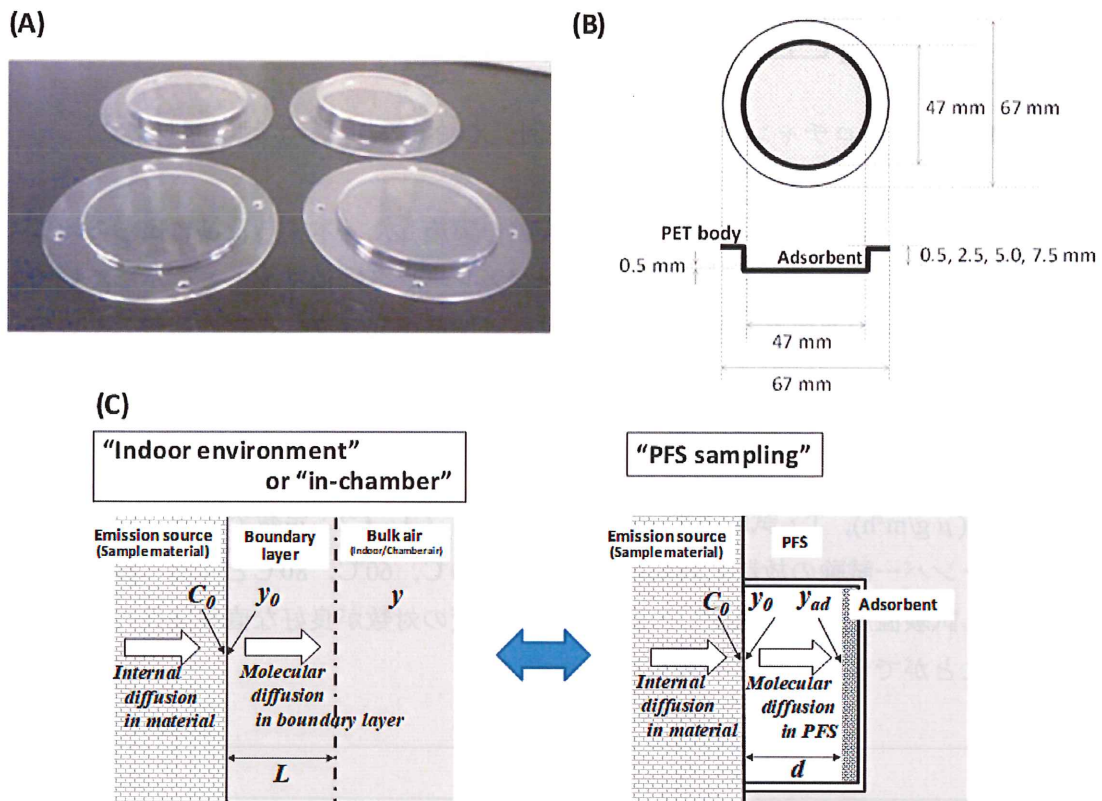 (A)
(B)
47 mm
67 mm
PET body
Adsorbent
0.5 mm
0.5, 2.5, 5.0, 7.5 mm
47 mm
67 mm
(C)
“Indoor environment”
or “in-chamber”
“PFS sampling”
Emission source
(Sample material)
Boundary
layer
Bulk air
(Indoor/Chamber air)
C0
y0
y
Internal
diffusion
in material
Molecular
diffusion
in boundary layer
L
Emission source
(Sample material)
PFS
C0
y0
yad
Adsorbent
Internal
diffusion
in material
Molecular
diffusion
in PFS
d